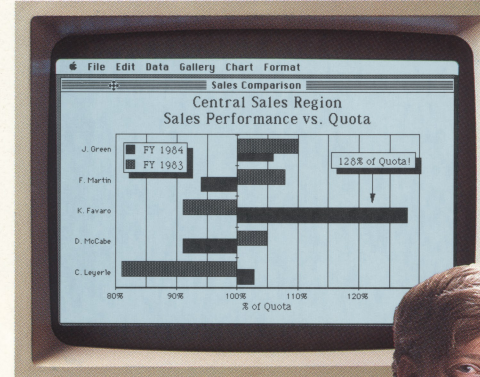 File Edit Data Gallery Chart Format
Sales Comparison
Central Sales Region
Sales Performance vs. Quota
J. Green
F. Martin
K. Favaro
D. McCabe
C. Leyerle
FY 1984
FY 1983
128% of Quota!
80% 90% 100% 110% 120%
% of Quota